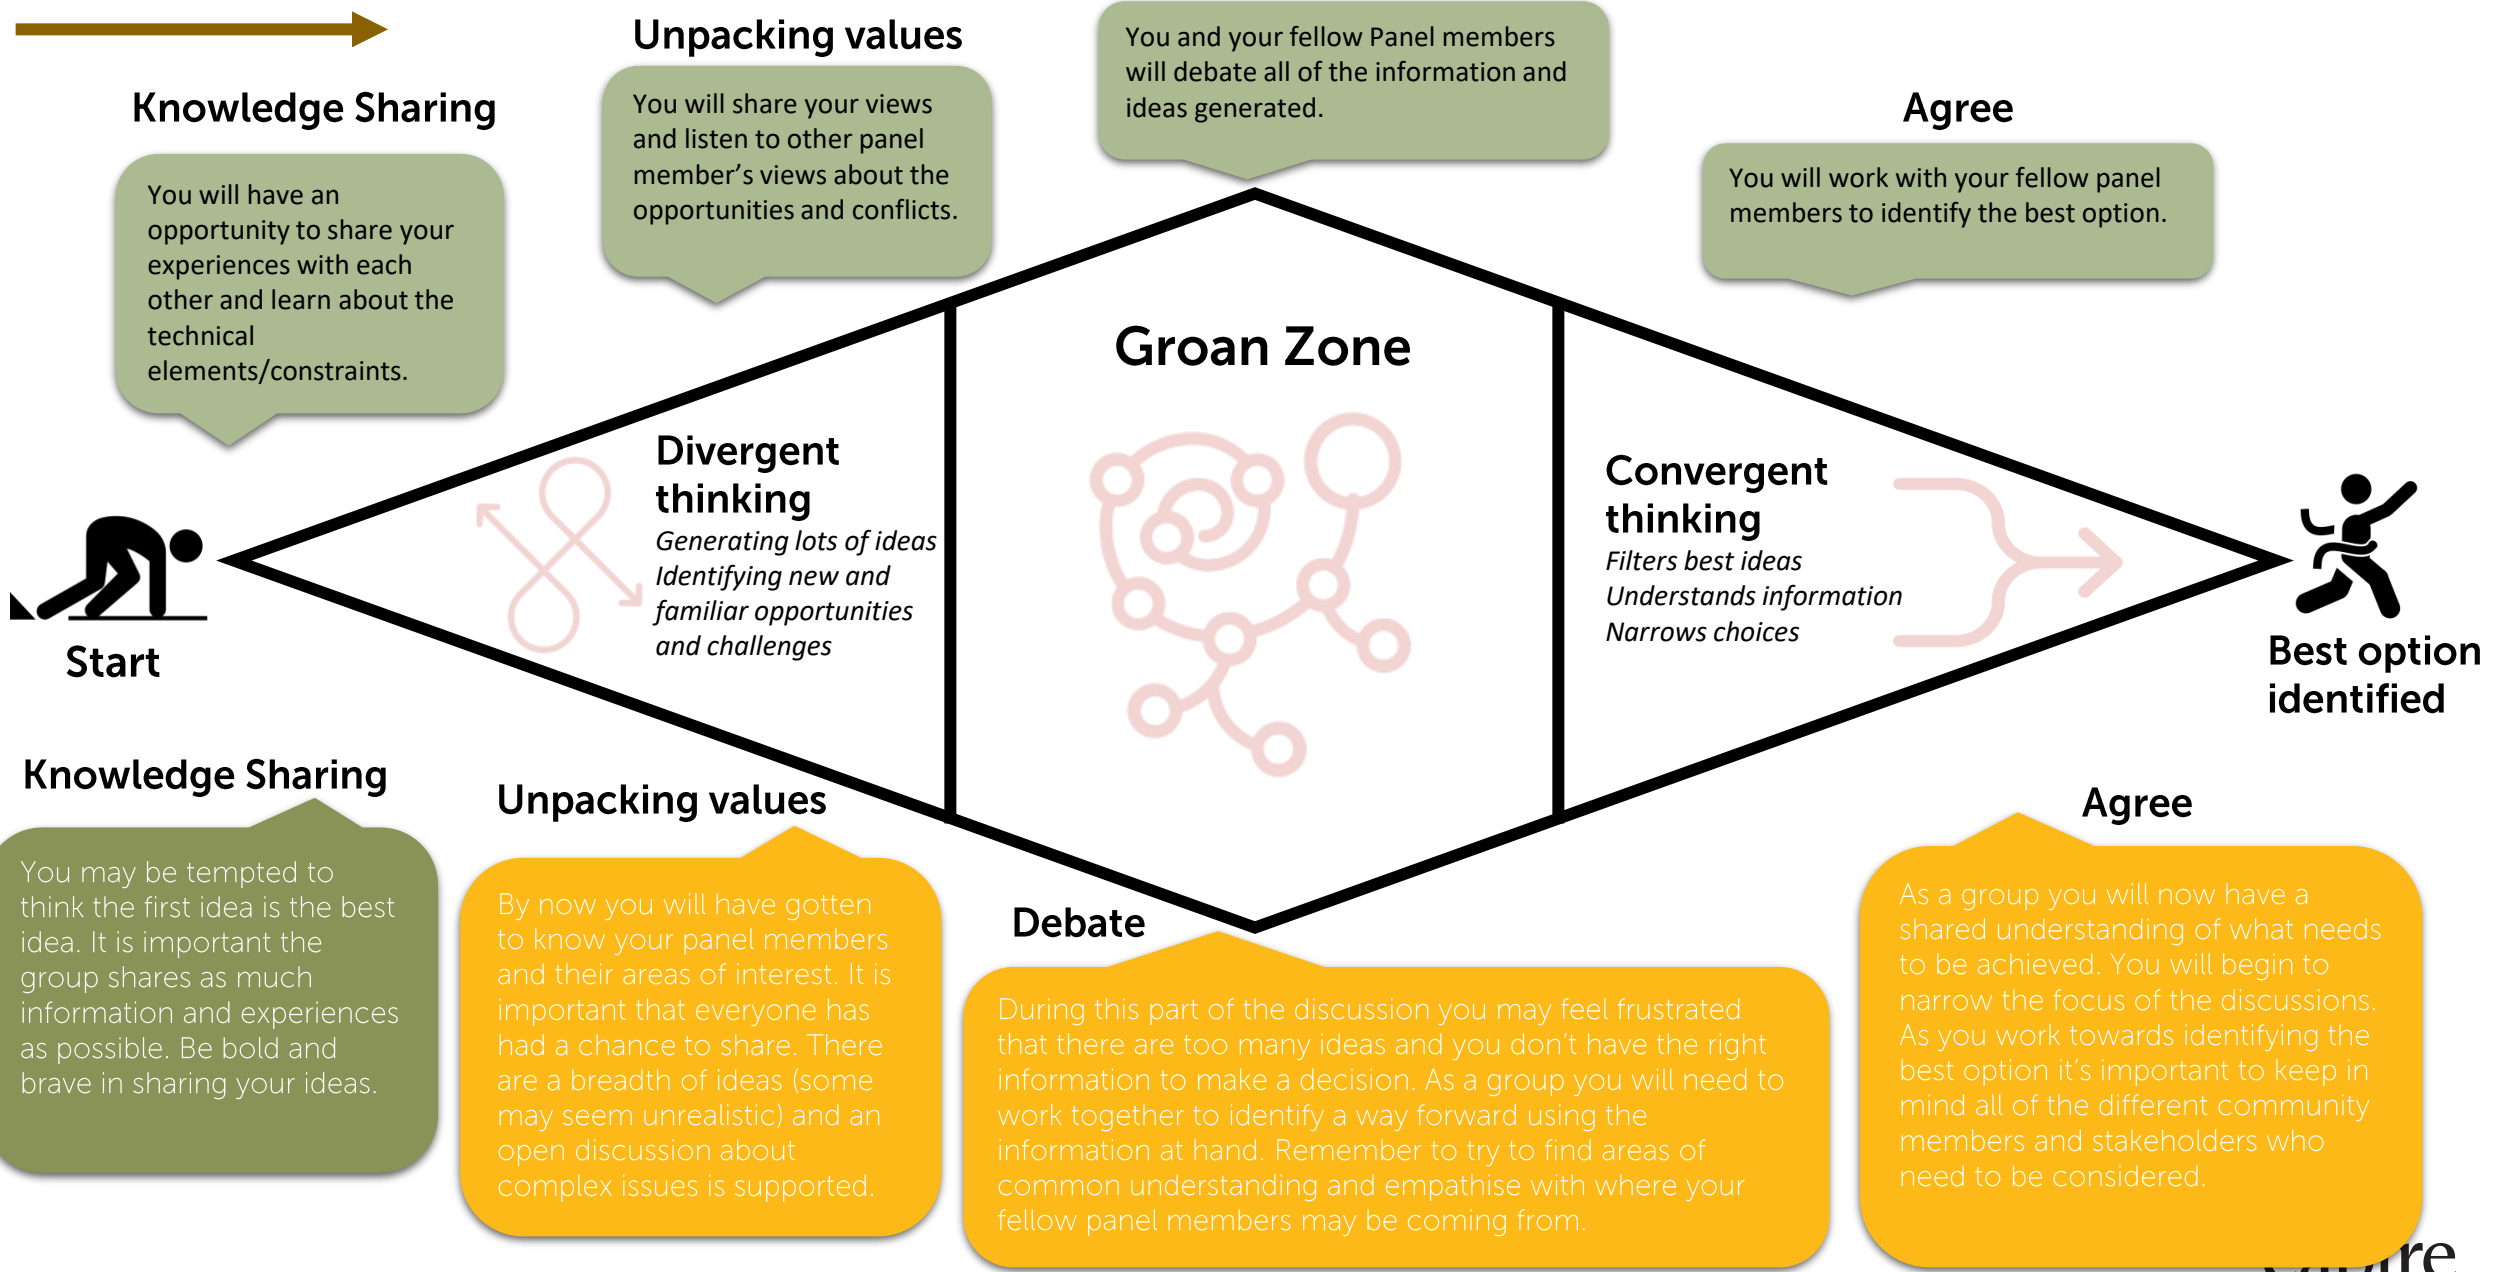 Knowledge Sharing
You will have an
opportunity to share your
experiences with each
other and learn about the
technical
elements/constraints.
Unpacking values
You will share your views
and listen to other panel
member’s views about the
opportunities and conflicts.
You and your fellow Panel members
will debate all of the information and
ideas generated.
Agree
You will work with your fellow panel
members to identify the best option.
Start
Divergent
thinking
Generating lots of ideas
Identifying new and
familiar opportunities
and challenges
Groan Zone
Convergent
thinking
Filters best ideas
Understands information
Narrows choices
Best option
identified
Knowledge Sharing
You may be tempted to
think the first idea is the best
idea. It is important the
group shares as much
information and experiences
as possible. Be bold and
brave in sharing your ideas.
Unpacking values
By now you will have gotten
to know your panel members
and their areas of interest. It is
important that everyone has
had a chance to share. There
are a breadth of ideas (some
may seem unrealistic) and an
open discussion about
complex issues is supported.
Debate
During this part of the discussion you may feel frustrated
that there are too many ideas and you don’t have the right
information to make a decision. As a group you will need to
work together to identify a way forward using the
information at hand. Remember to try to find areas of
common understanding and empathise with where your
fellow panel members may be coming from.
Agree
As a group you will now have a
shared understanding of what needs
to be achieved. You will begin to
narrow the focus of the discussions.
As you work towards identifying the
best option it’s important to keep in
mind all of the different community
members and stakeholders who
need to be considered.